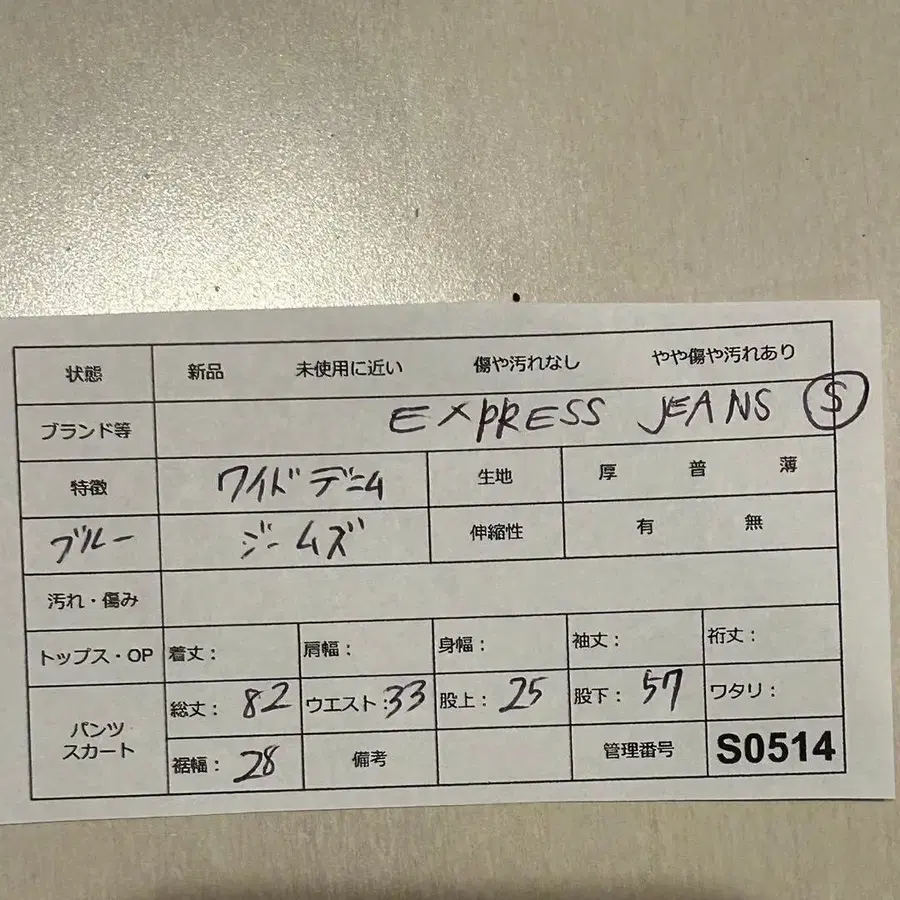 状態 新品 未使用に近い 傷や汚れなし やや傷や汚れあり
ブランド等 EXPRESS JEANS S
特徴 ワイドデニム 生地 厚 普 薄
ブルー ジームズ 伸縮性 有 無
汚れ・傷み
トップス・OP 着丈： 肩幅： 身幅： 袖丈： 裄丈：
パンツ スカート 総丈： 82 ウエスト：33 股上： 25 股下： 57 ワタリ：
裾幅： 28 備考 管理番号 S0514